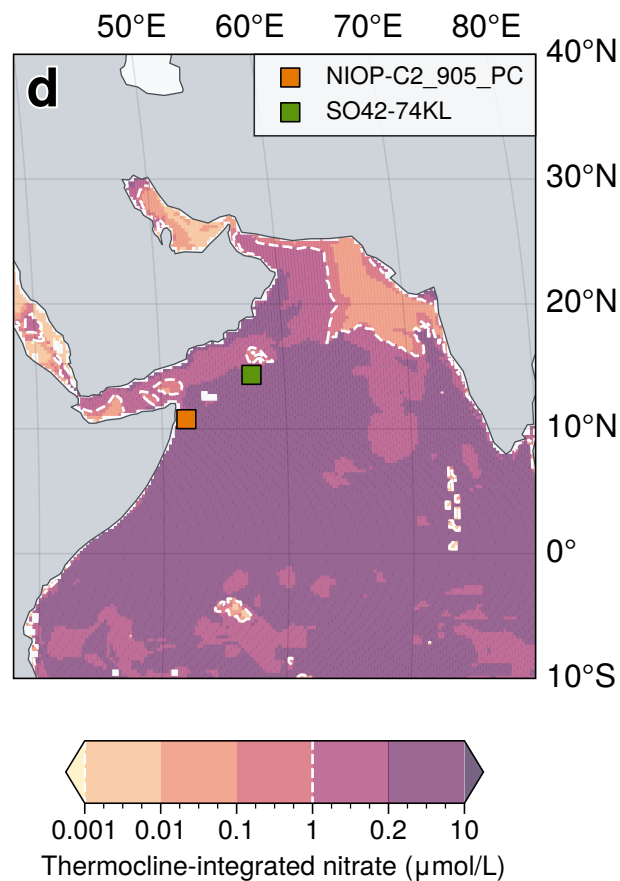 50°E 60°E 70°E 80°E
d
NIOP-C2_905_PC
SO42-74KL
40°N
30°N
20°N
10°N
0°
10°S
0.001 0.01 0.1 1 0.2 10
Thermocline-integrated nitrate (μmol/L)